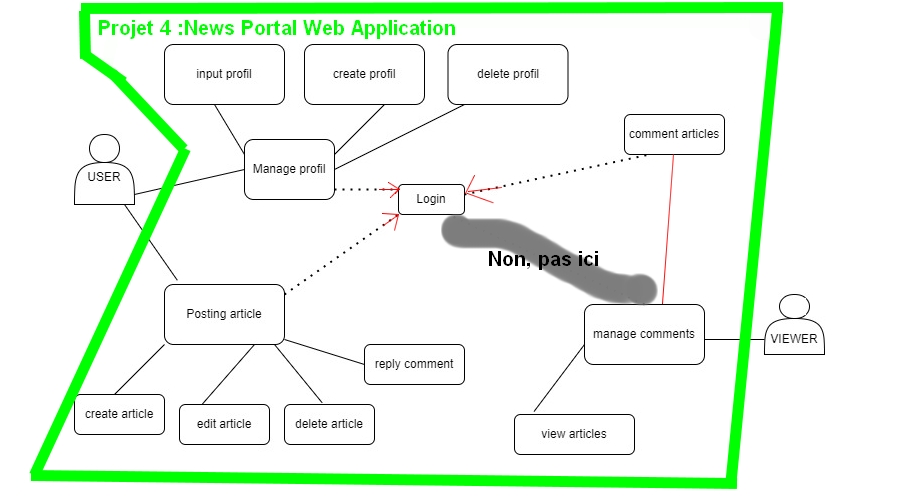 Projet 4 :News Portal Web Application
input profil
create profil
delete profil
comment articles
USER
Manage profil
Login
Non, pas ici
Posting article
manage comments
VIEWER
reply comment
create article
edit article
delete article
view articles